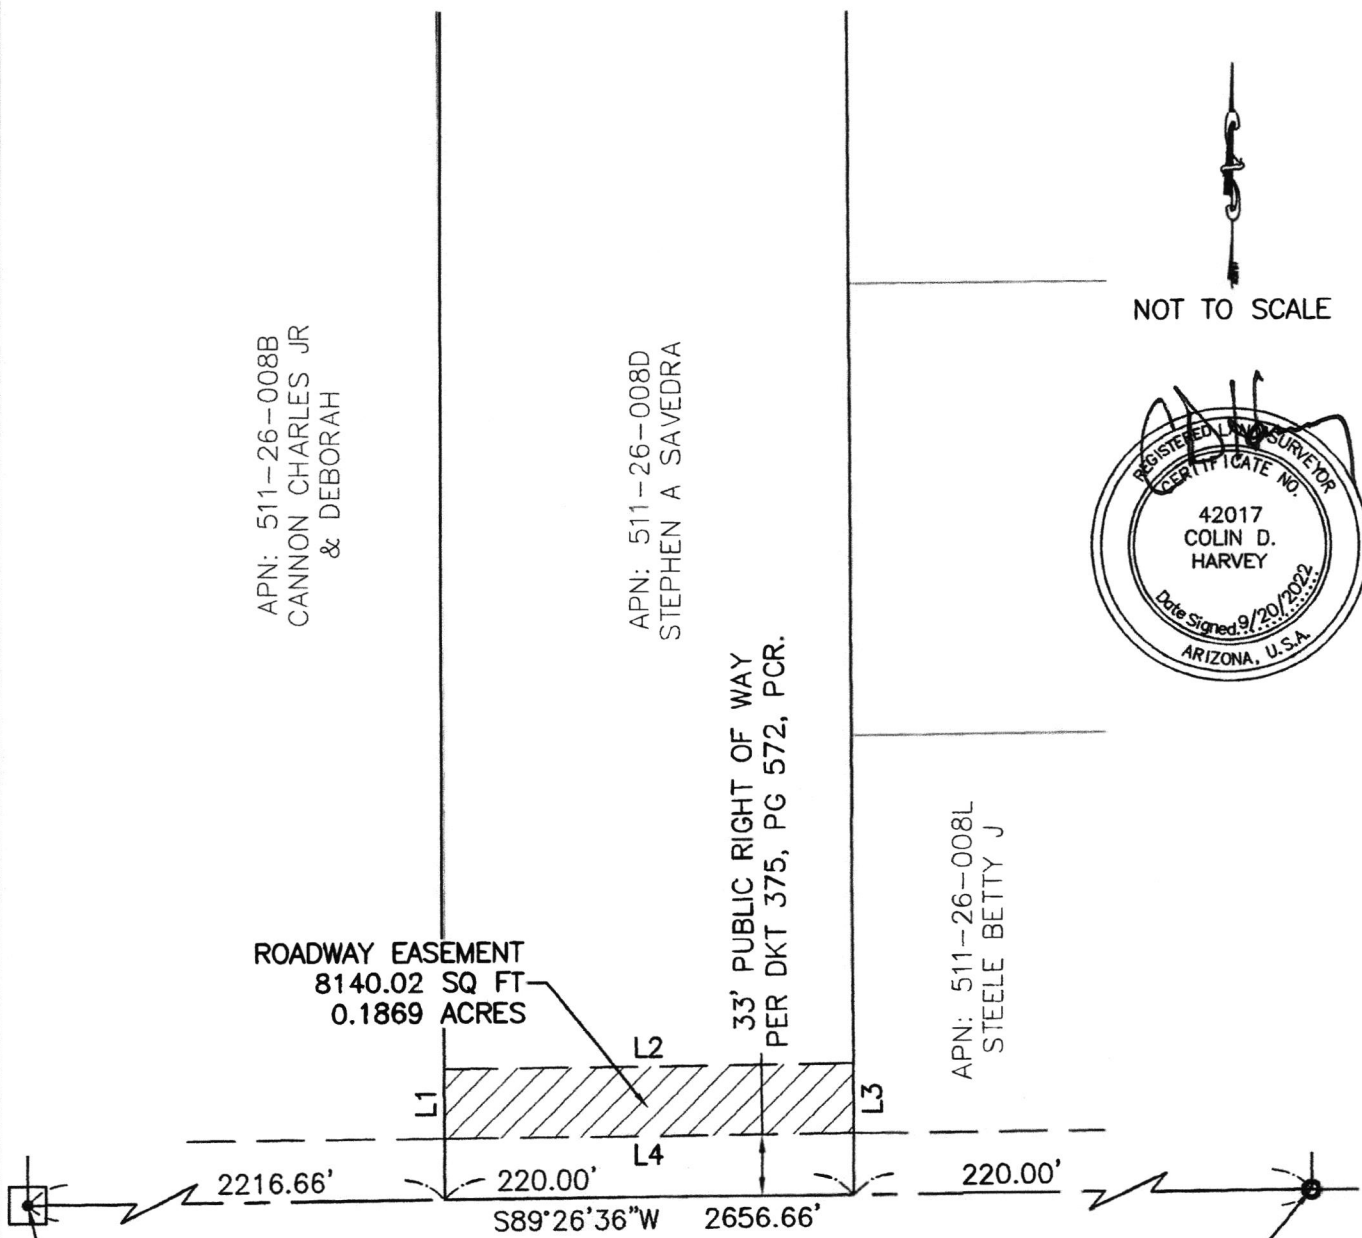 NOT TO SCALE
APN: 511-26-008B
CANNON CHARLES JR
& DEBORAH
APN: 511-26-008D
STEPHEN A SAVEDRA
REGISTERED LAND SURVEYOR
CERTIFICATE NO.
42017
COLIN D.
HARVEY
Date Signed 9/20/2022
ARIZONA, U.S.A.
33' PUBLIC RIGHT OF WAY
PER DKT 375, PG 572, PCR.
APN: 511-26-008L
STEELE BETTY J
ROADWAY EASEMENT
8140.02 SQ FT
0.1869 ACRES
L2
L1
L3
L4
2216.66'
220.00'
220.00'
S89°26'36"W 2656.66'